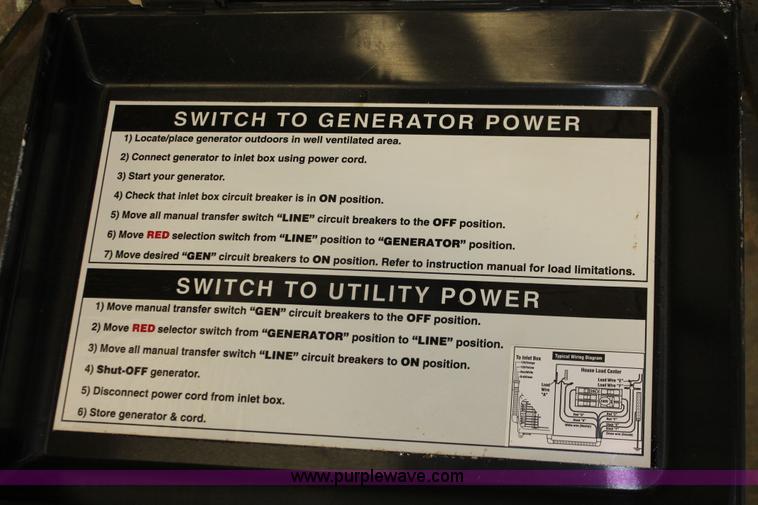 SWITCH TO GENERATOR POWER
1) Locate/place generator outdoors in well ventilated area.
2) Connect generator to inlet box using power cord.
3) Start your generator.
4) Check that inlet box circuit breaker is in ON position.
5) Move all manual transfer switch "LINE" circuit breakers to the OFF position.
6) Move RED selection switch from "LINE" position to "GENERATOR" position.
7) Move desired "GEN" circuit breakers to ON position. Refer to instruction manual for load limitations.
SWITCH TO UTILITY POWER
1) Move manual transfer switch "GEN" circuit breakers to the OFF position.
2) Move RED selector switch from "GENERATOR" position to "LINE" position.
3) Move all manual transfer switch "LINE" circuit breakers to ON position.
4) Shut-OFF generator.
5) Disconnect power cord from inlet box.
6) Store generator & cord.
To Inlet Box
Typical Wiring Diagram
House Load Center
Load Wire "E"
Load Wire "F"
Load
Wire
"A"
www.purplewave.com